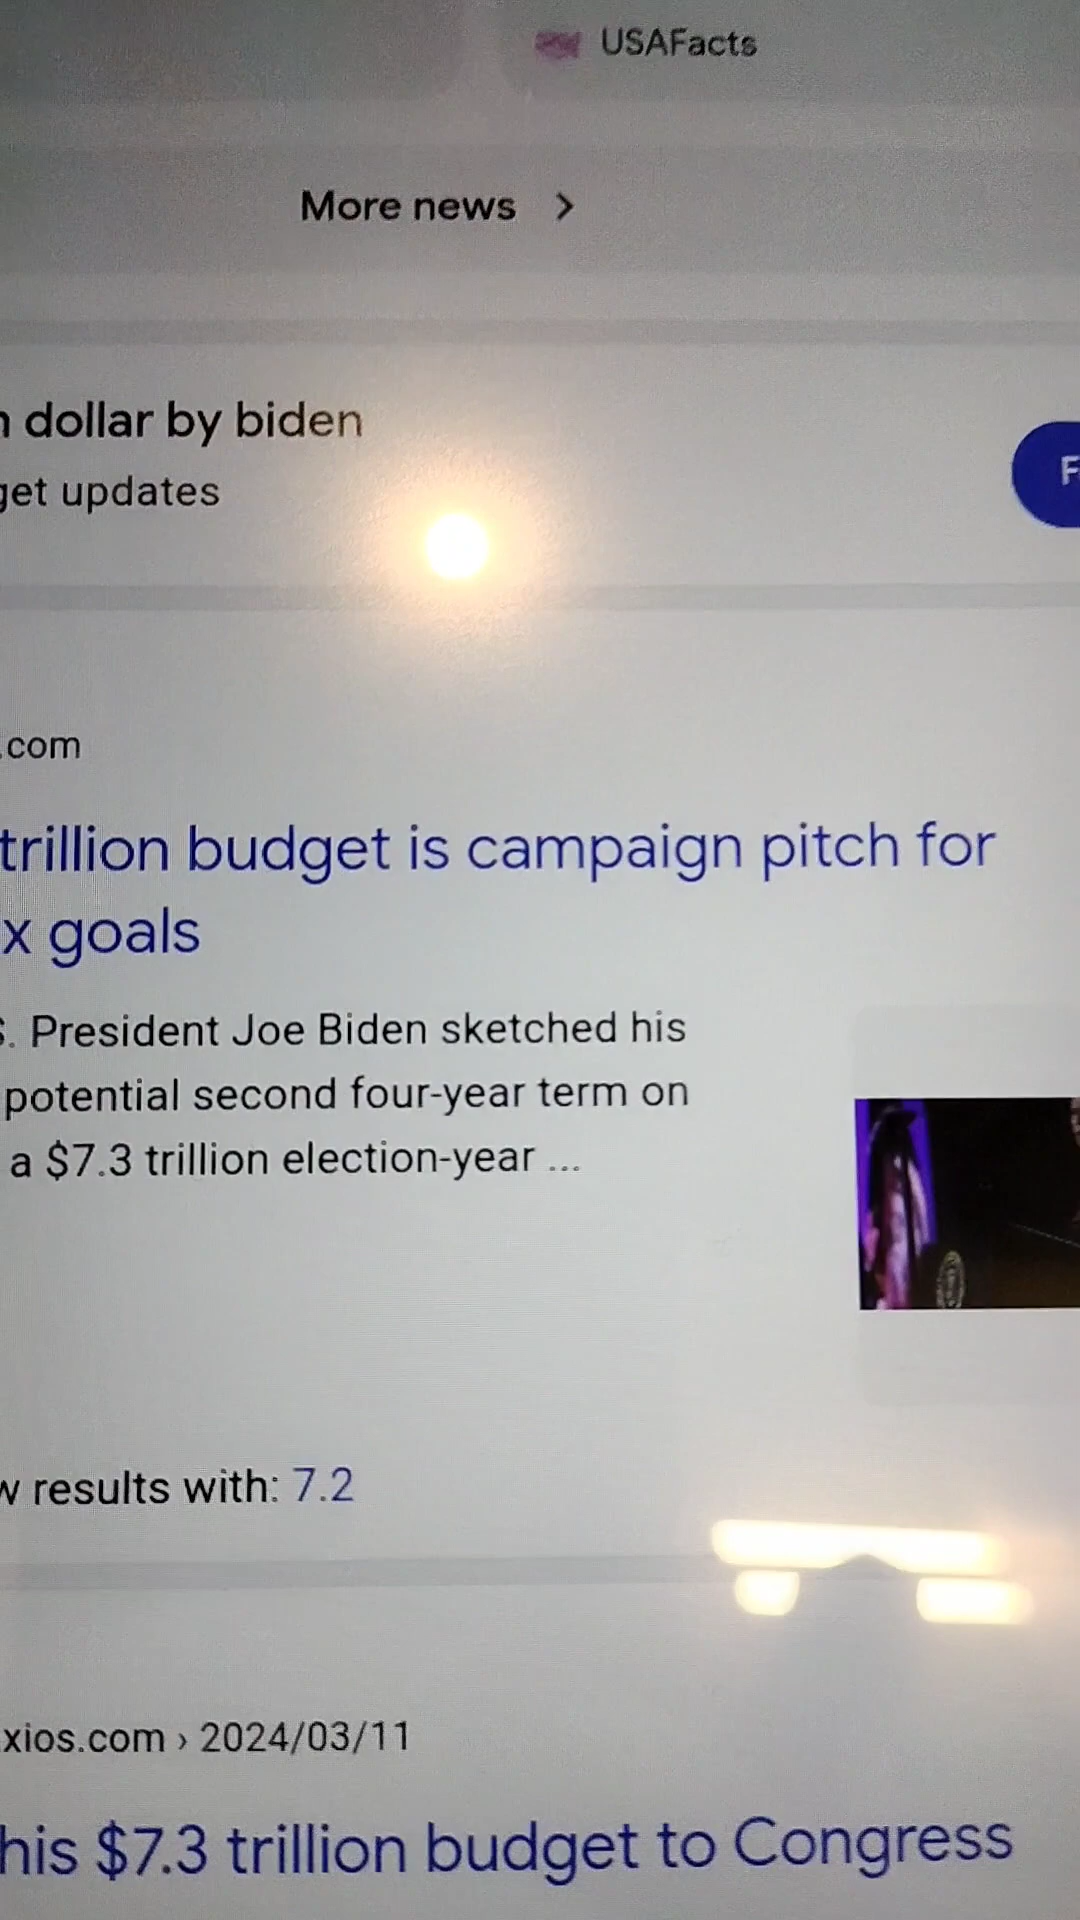 USAFacts
More news >
dollar by biden
get updates
.com
trillion budget is campaign pitch for
x goals
. President Joe Biden sketched his
potential second four-year term on
a $7.3 trillion election-year ...
results with: 7.2
xios.com › 2024/03/11
his $7.3 trillion budget to Congress